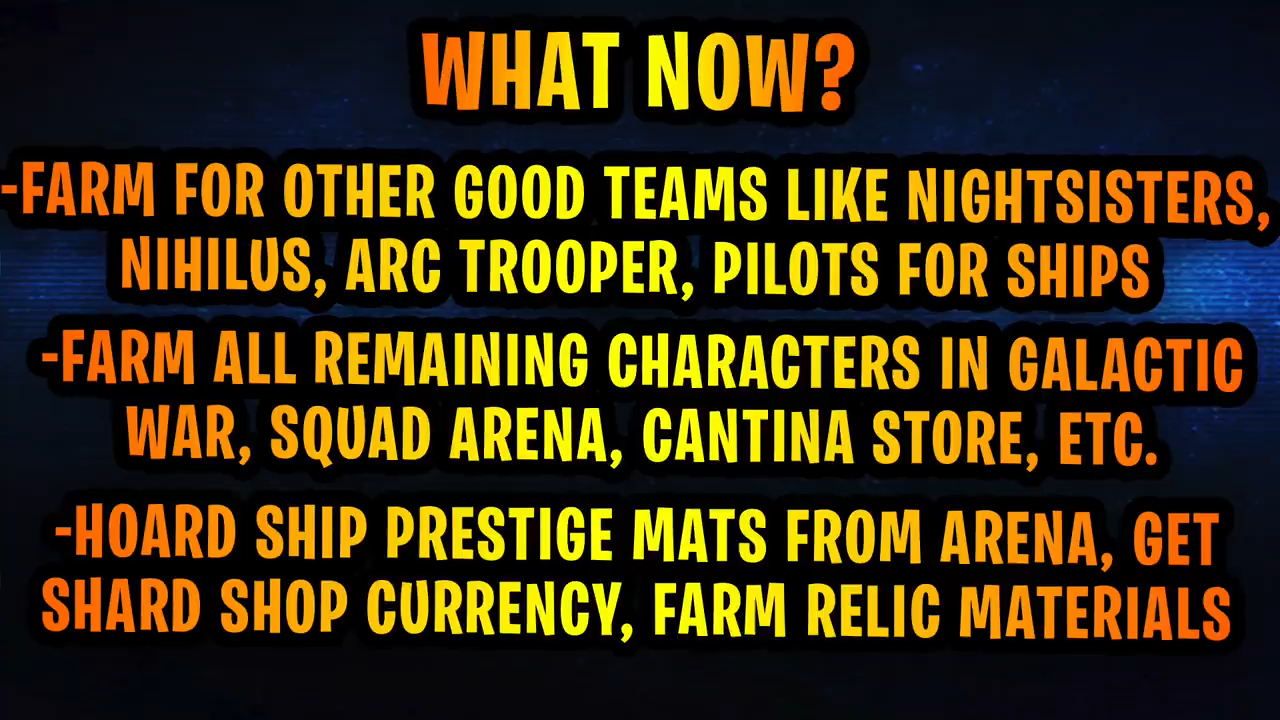 WHAT NOW?
-FARM FOR OTHER GOOD TEAMS LIKE NIGHTSISTERS,
NIHILUS, ARC TROOPER, PILOTS FOR SHIPS
-FARM ALL REMAINING CHARACTERS IN GALACTIC
WAR, SQUAD ARENA, CANTINA STORE, ETC.
-HOARD SHIP PRESTIGE MATS FROM ARENA, GET
SHARD SHOP CURRENCY, FARM RELIC MATERIALS